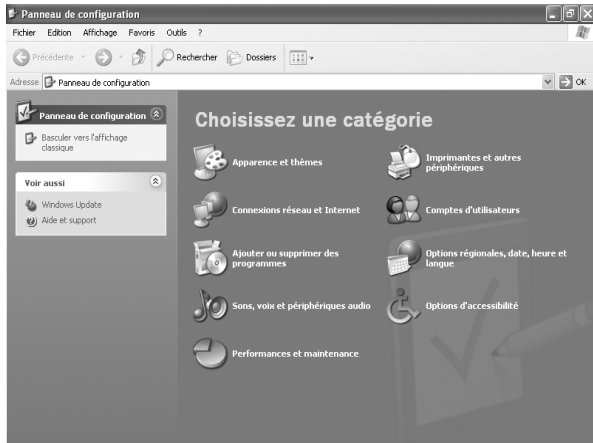 Panneau de configuration
Fichier Edition Affichage Favoris Outils ?
Précédente Rechercher Dossiers
Adresse Panneau de configuration OK
Panneau de configuration
Basculer vers l'affichage
classique
Voir aussi
Windows Update
Aide et support
Choisissez une catégorie
Apparence et thèmes
Imprimantes et autres
périphériques
Connexions réseau et Internet
Comptes d'utilisateurs
Ajouter ou supprimer des
programmes
Options régionales, date, heure et
langue
Sons, voix et périphériques audio
Options d'accessibilité
Performances et maintenance